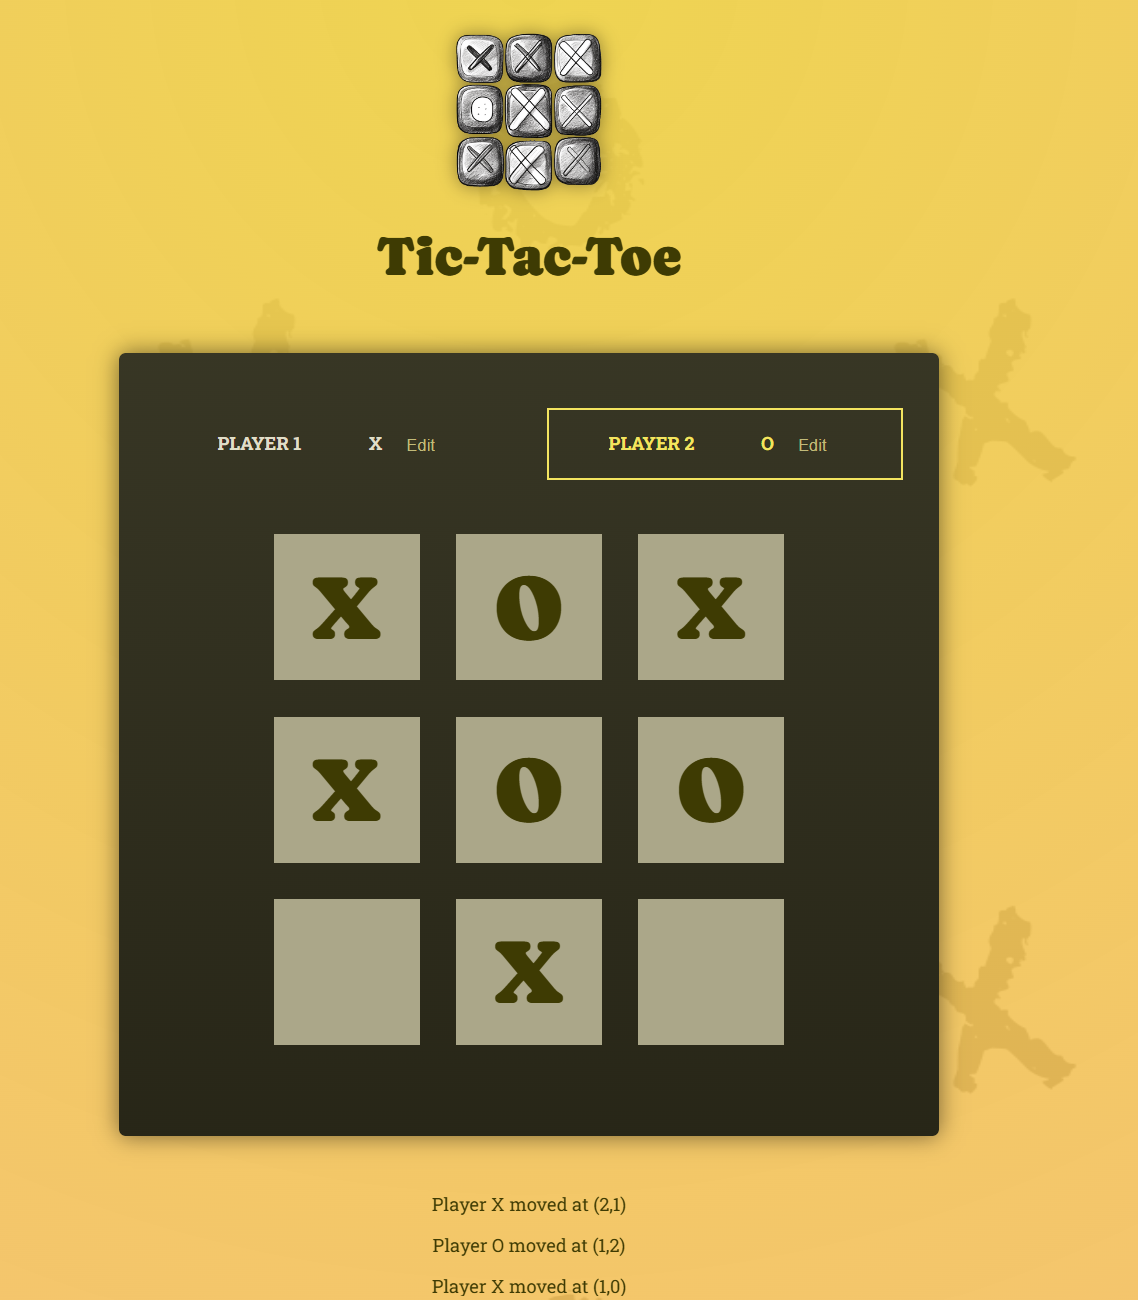 Tic-Tac-Toe
PLAYER 1 X Edit
PLAYER 2 O Edit
X O X
X O O
X
Player X moved at (2,1)
Player O moved at (1,2)
Player X moved at (1,0)